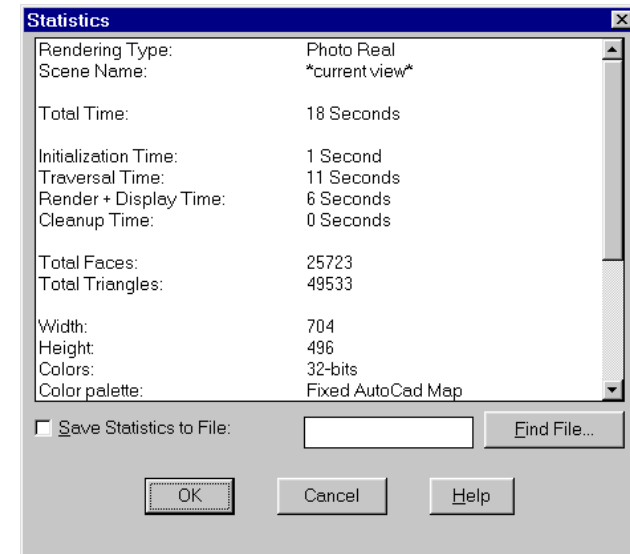 Statistics
Rendering Type: Photo Real
Scene Name: *current view*
Total Time: 18 Seconds
Initialization Time: 1 Second
Traversal Time: 11 Seconds
Render + Display Time: 6 Seconds
Cleanup Time: 0 Seconds
Total Faces: 25723
Total Triangles: 49533
Width: 704
Height: 496
Colors: 32-bits
Color palette: Fixed AutoCad Map
Save Statistics to File: Find File...
OK Cancel Help